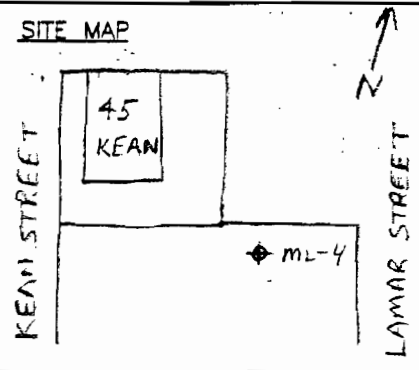 SITE MAP
N
45
KEAN
KEAN STREET
LAMAR STREET
ML-4